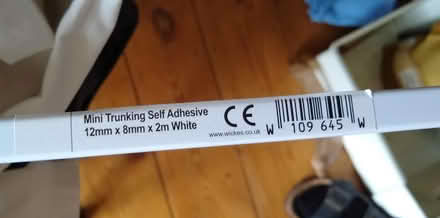 Mini Trunking Self Adhesive
12mm x 8mm x 2m White
CE
www.wickes.co.uk
W 109 645 W